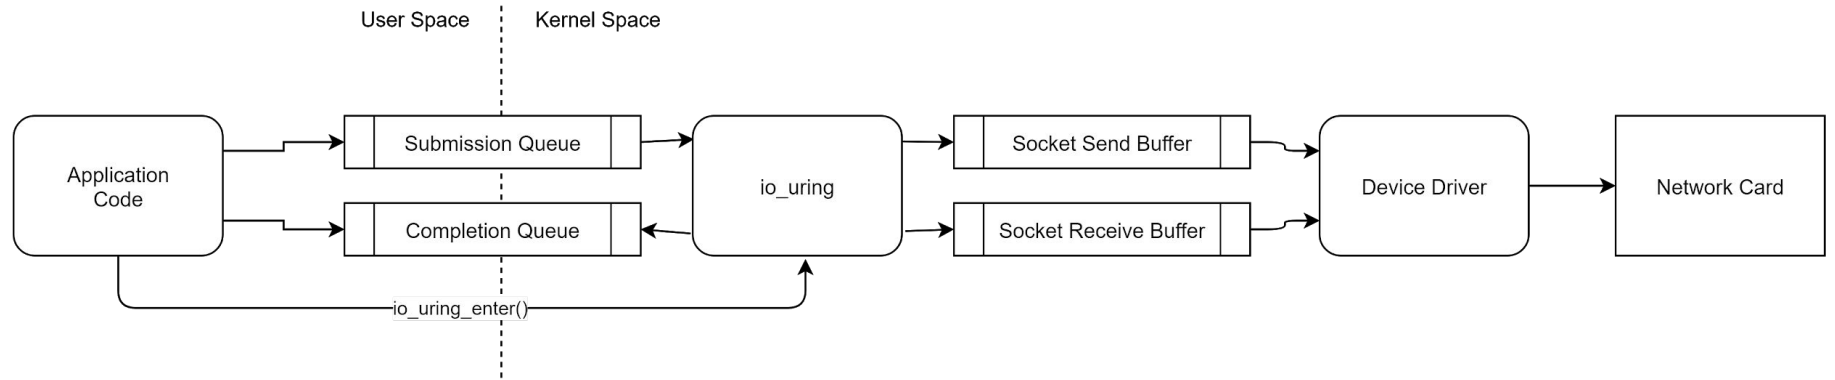 User Space
Kernel Space
Application
Code
Submission Queue
Completion Queue
io_uring
Socket Send Buffer
Socket Receive Buffer
Device Driver
Network Card
io_uring_enter()